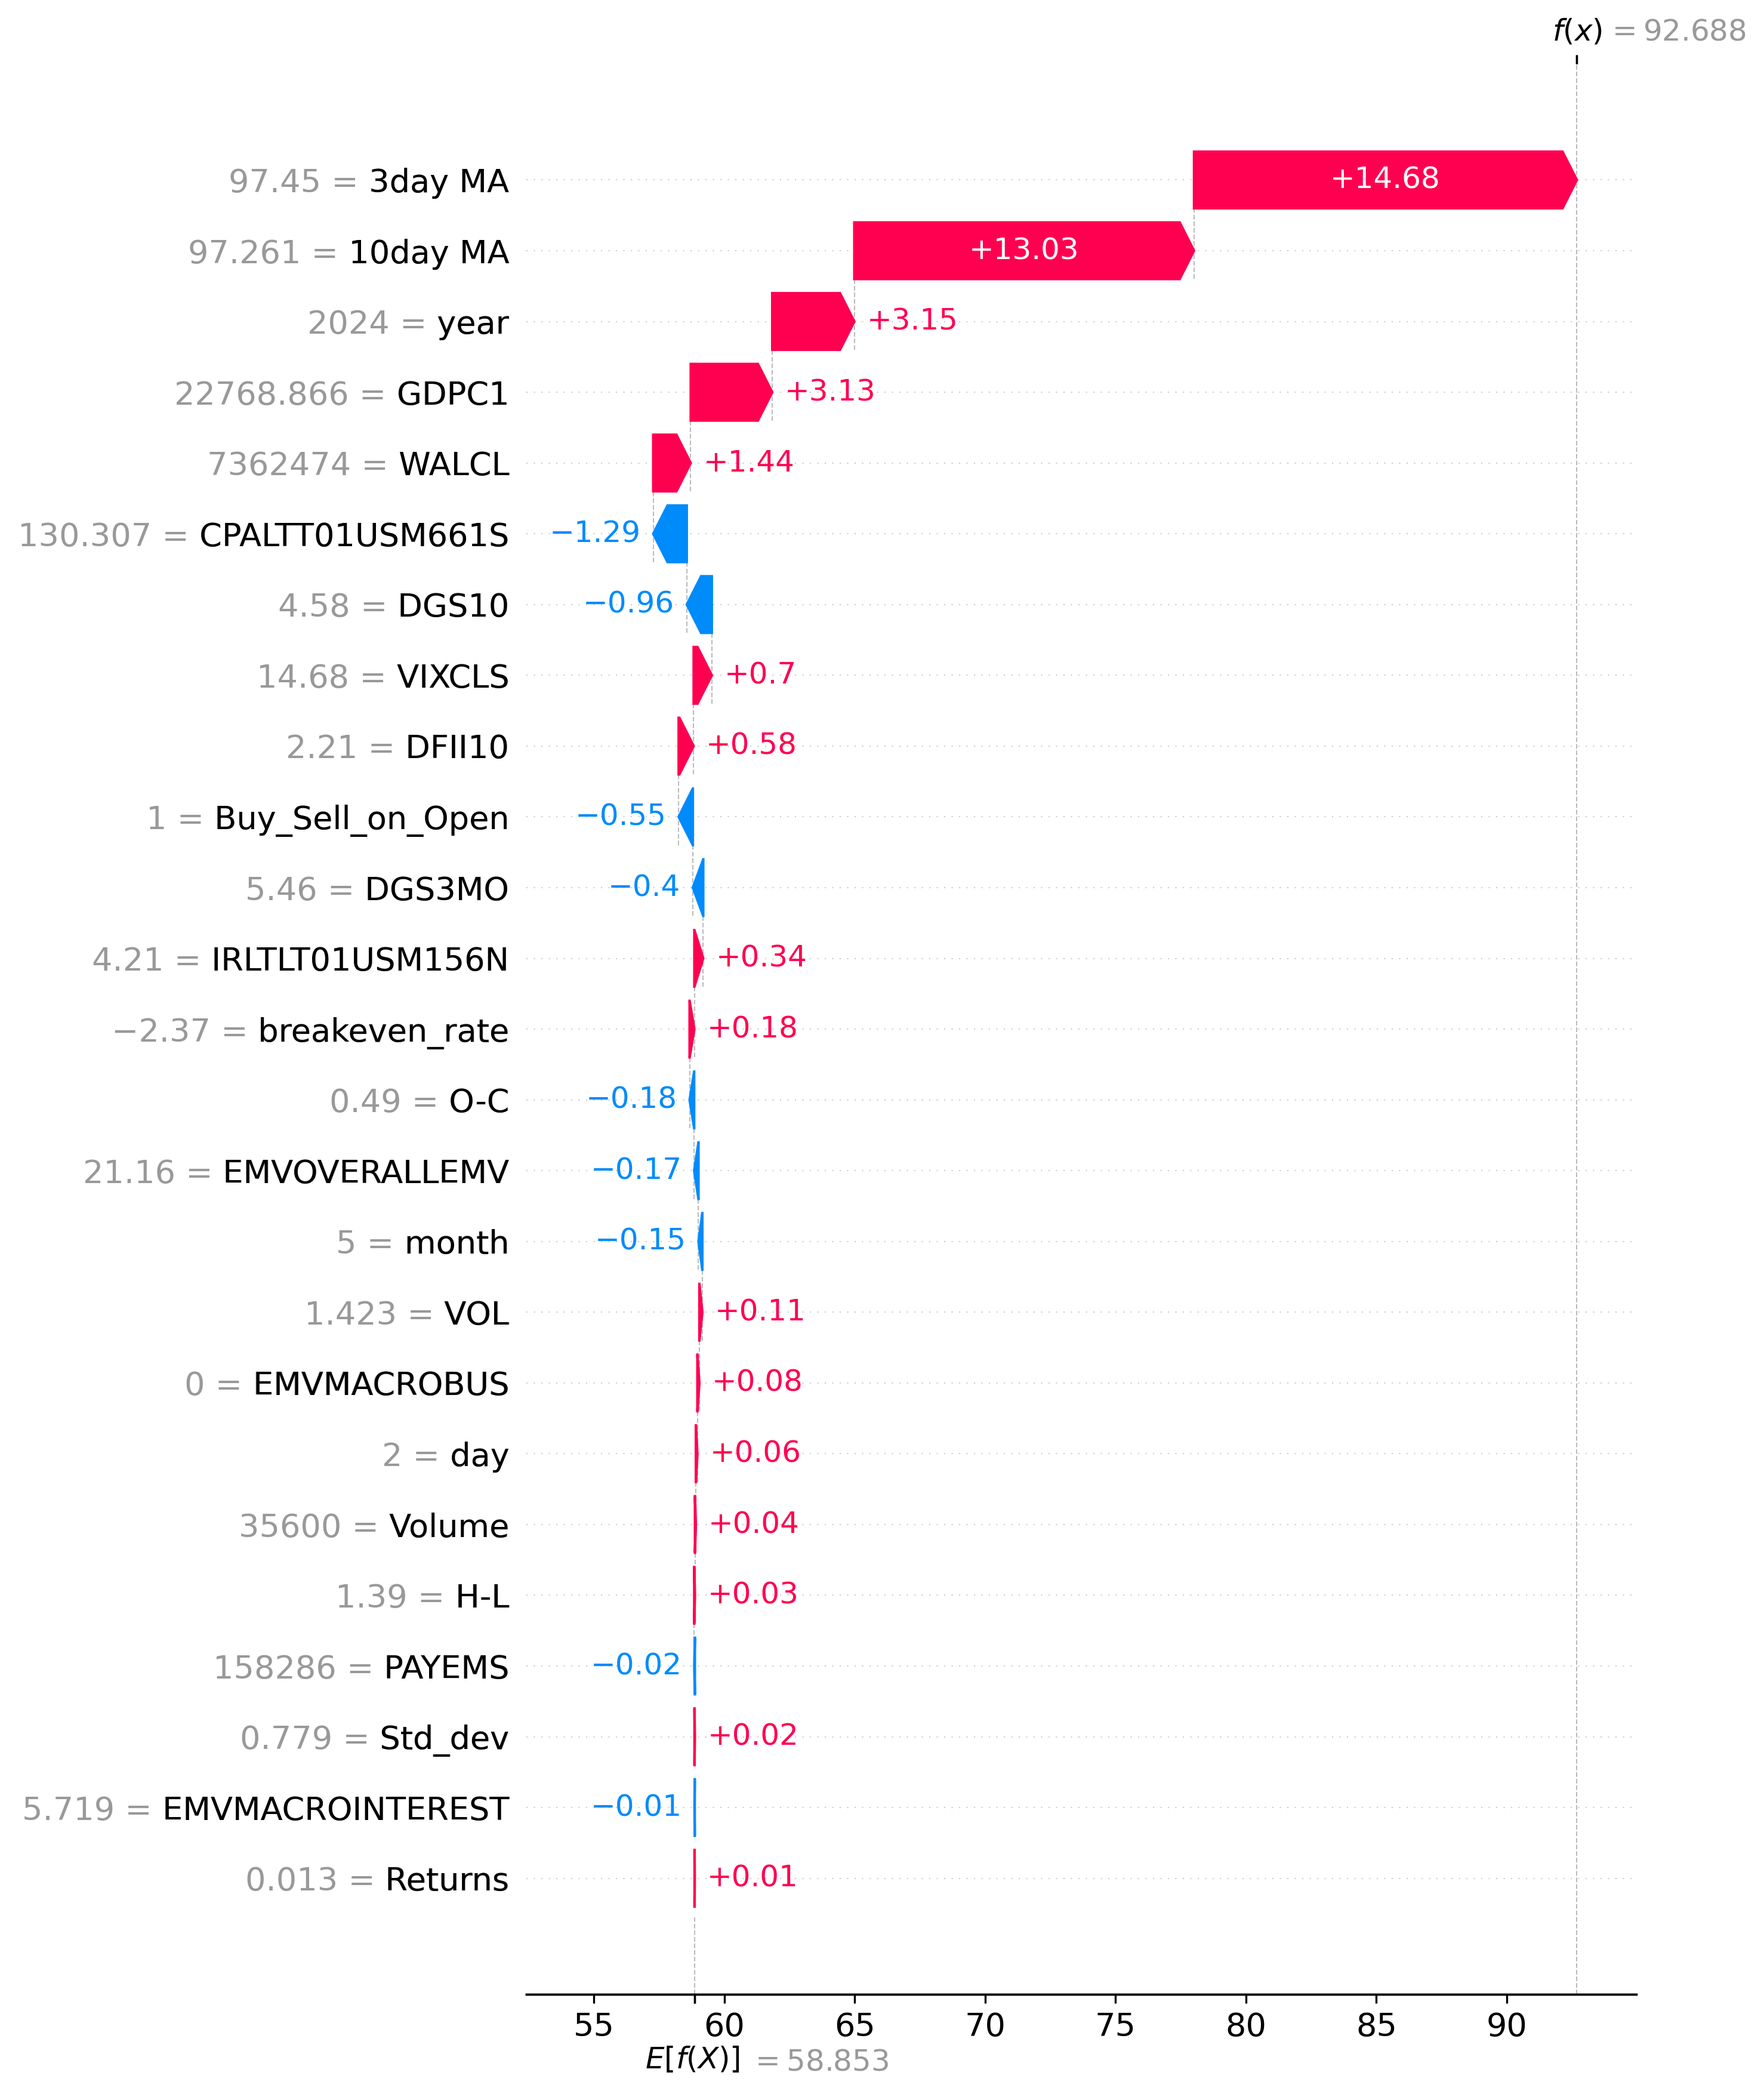 f(x) = 92.688
97.45 = 3day MA +14.68
97.261 = 10day MA +13.03
2024 = year +3.15
22768.866 = GDPC1 +3.13
7362474 = WALCL +1.44
130.307 = CPALTT01USM661S −1.29
4.58 = DGS10 −0.96
14.68 = VIXCLS +0.7
2.21 = DFII10 +0.58
1 = Buy_Sell_on_Open −0.55
5.46 = DGS3MO −0.4
4.21 = IRLTLT01USM156N +0.34
−2.37 = breakeven_rate +0.18
0.49 = O-C −0.18
21.16 = EMVOVERALLEMV −0.17
5 = month −0.15
1.423 = VOL +0.11
0 = EMVMACROBUS +0.08
2 = day +0.06
35600 = Volume +0.04
1.39 = H-L +0.03
158286 = PAYEMS −0.02
0.779 = Std_dev +0.02
5.719 = EMVMACROINTEREST −0.01
0.013 = Returns +0.01
55 60 65 70 75 80 85 90
E[f(X)] = 58.853